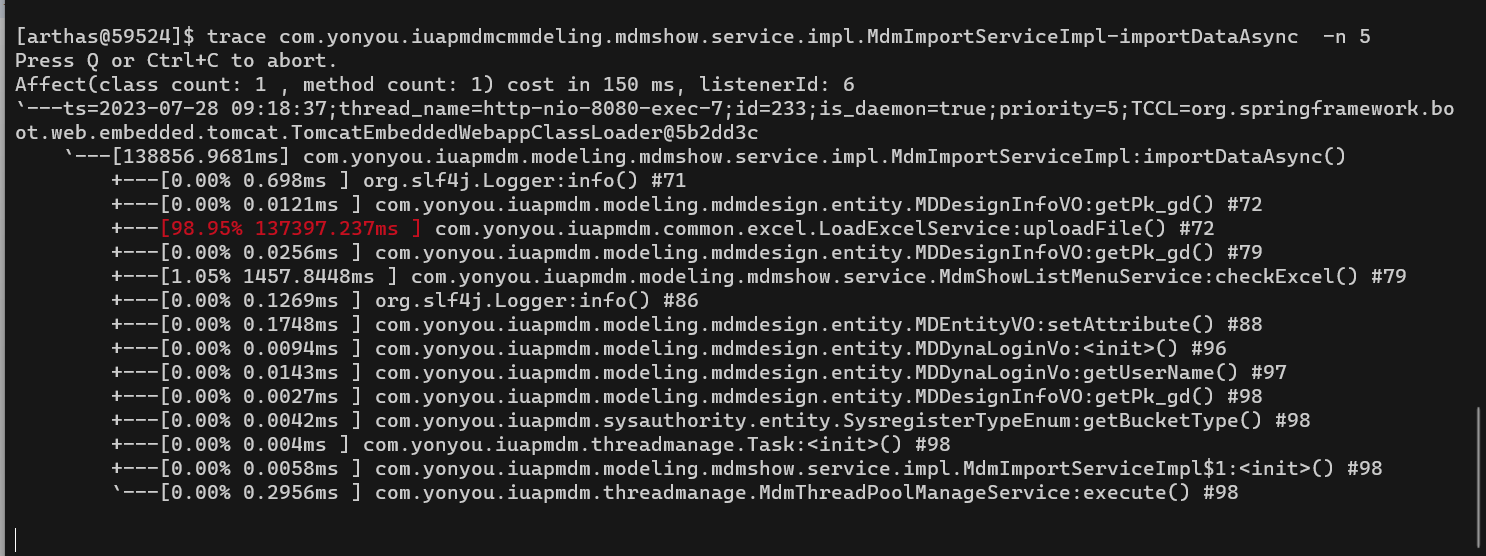 [arthas@59524]$ trace com.yonyou.iuapmdmcmmdeling.mdmshow.service.impl.MdmImportServiceImpl-importDataAsync  -n 5
Press Q or Ctrl+C to abort.
Affect(class count: 1 , method count: 1) cost in 150 ms, listenerId: 6
`---ts=2023-07-28 09:18:37;thread_name=http-nio-8080-exec-7;id=233;is_daemon=true;priority=5;TCCL=org.springframework.bo
ot.web.embedded.tomcat.TomcatEmbeddedWebappClassLoader@5b2dd3c
    `---[138856.9681ms] com.yonyou.iuapmdm.modeling.mdmshow.service.impl.MdmImportServiceImpl:importDataAsync()
        +---[0.00% 0.698ms ] org.slf4j.Logger:info() #71
        +---[0.00% 0.0121ms ] com.yonyou.iuapmdm.modeling.mdmdesign.entity.MDDesignInfoVO:getPk_gd() #72
        +---[98.95% 137397.237ms ] com.yonyou.iuapmdm.common.excel.LoadExcelService:uploadFile() #72
        +---[0.00% 0.0256ms ] com.yonyou.iuapmdm.modeling.mdmdesign.entity.MDDesignInfoVO:getPk_gd() #79
        +---[1.05% 1457.8448ms ] com.yonyou.iuapmdm.modeling.mdmshow.service.MdmShowListMenuService:checkExcel() #79
        +---[0.00% 0.1269ms ] org.slf4j.Logger:info() #86
        +---[0.00% 0.1748ms ] com.yonyou.iuapmdm.modeling.mdmdesign.entity.MDEntityVO:setAttribute() #88
        +---[0.00% 0.0094ms ] com.yonyou.iuapmdm.modeling.mdmdesign.entity.MDDynaLoginVo:<init>() #96
        +---[0.00% 0.0143ms ] com.yonyou.iuapmdm.modeling.mdmdesign.entity.MDDynaLoginVo:getUserName() #97
        +---[0.00% 0.0027ms ] com.yonyou.iuapmdm.modeling.mdmdesign.entity.MDDesignInfoVO:getPk_gd() #98
        +---[0.00% 0.0042ms ] com.yonyou.iuapmdm.sysauthority.entity.SysregisterTypeEnum:getBucketType() #98
        +---[0.00% 0.004ms ] com.yonyou.iuapmdm.threadmanage.Task:<init>() #98
        +---[0.00% 0.0058ms ] com.yonyou.iuapmdm.modeling.mdmshow.service.impl.MdmImportServiceImpl$1:<init>() #98
        `---[0.00% 0.2956ms ] com.yonyou.iuapmdm.threadmanage.MdmThreadPoolManageService:execute() #98